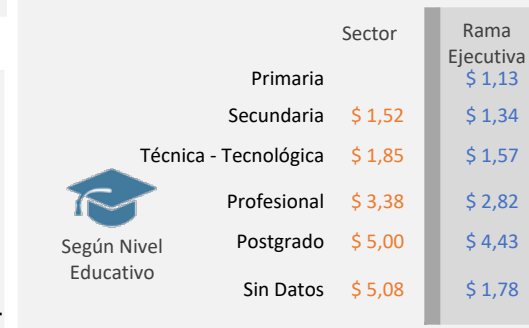 Sector Rama
Ejecutiva
Primaria $ 1,13
Secundaria $ 1,52 $ 1,34
Técnica - Tecnológica $ 1,85 $ 1,57
Profesional $ 3,38 $ 2,82
Según Nivel
Educativo
Postgrado $ 5,00 $ 4,43
Sin Datos $ 5,08 $ 1,78